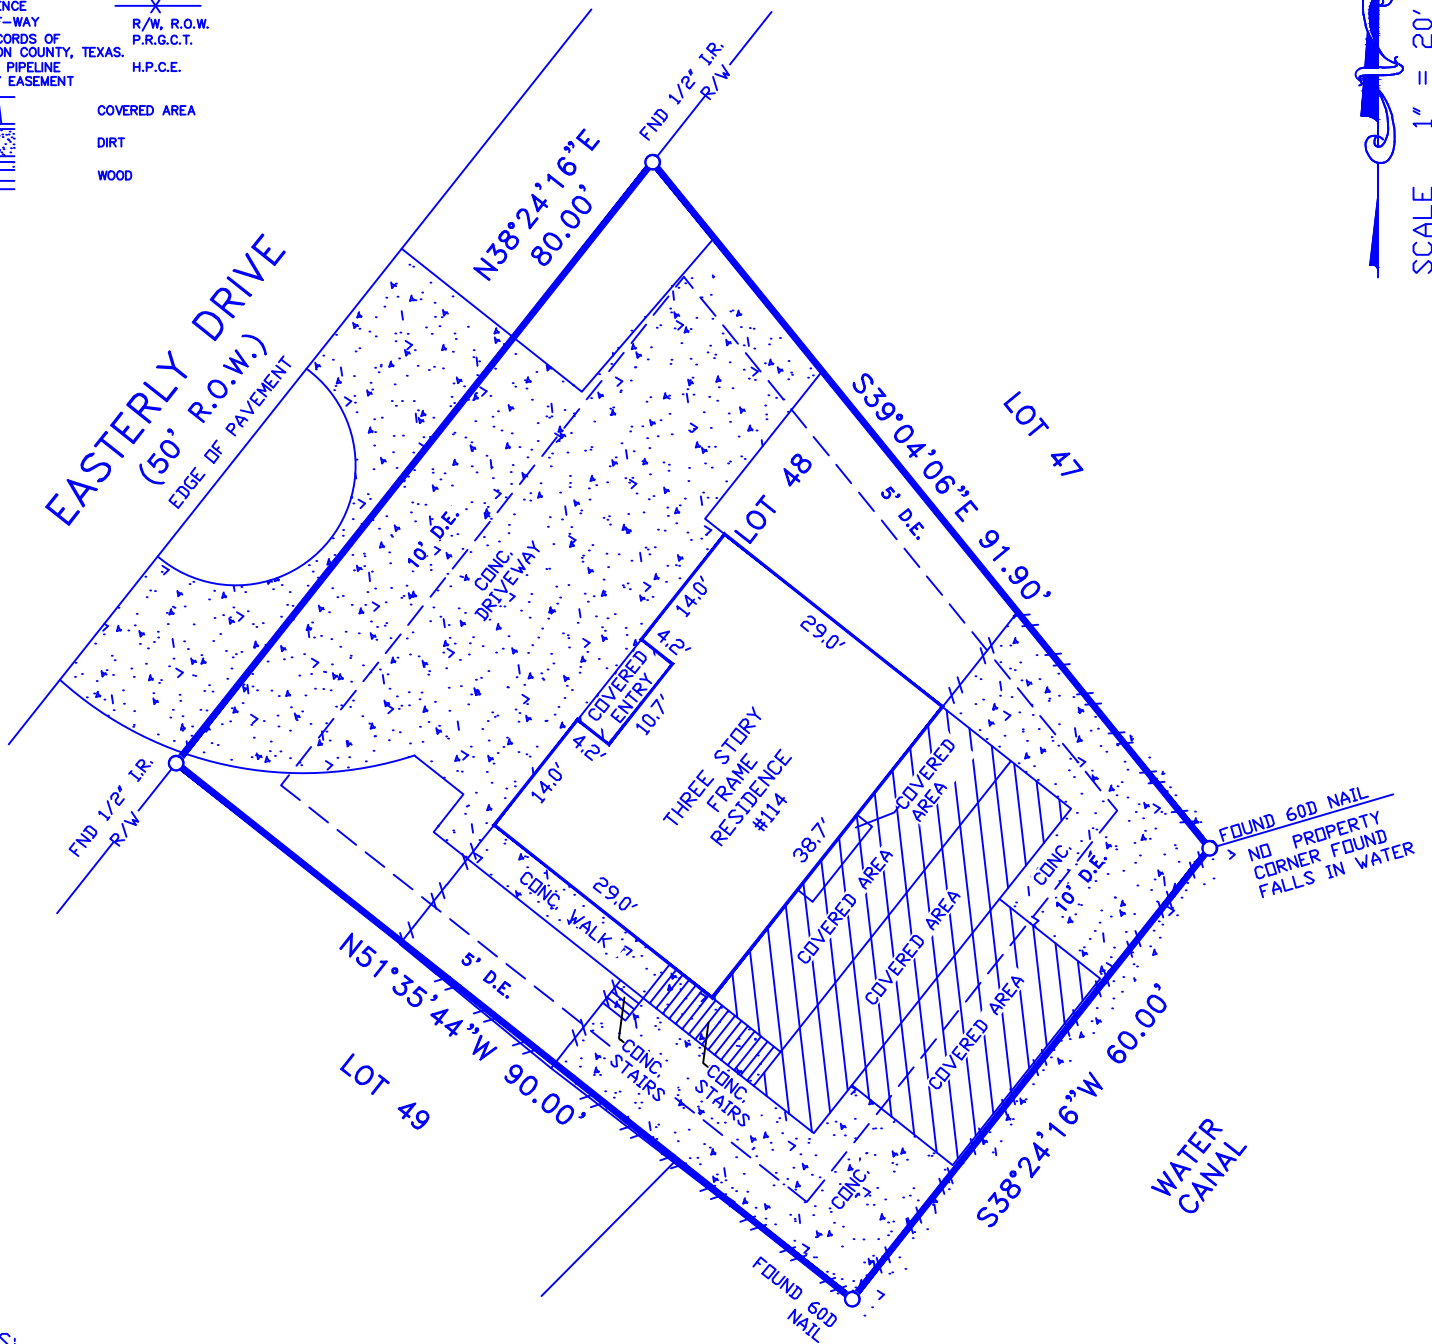 T-WAY
R/W, R.O.W.
CORDS OF
P.R.G.C.T.
ON COUNTY, TEXAS.
PIPELINE
H.P.C.E.
EASEMENT
COVERED AREA
DIRT
WOOD
SCALE 1" = 20'
FND 1/2" I.R.
R/W
N38°24'16"E
80.00'
EASTERLY DRIVE
(50' R.O.W.)
EDGE OF PAVEMENT
10' D.E.
CONC.
DRIVEWAY
LOT 48
S39°04'06"E 91.90'
5' D.E.
LOT 47
14.0'
4.2'
COVERED
ENTRY
10.7'
4.2'
14.0'
29.0'
THREE STORY
FRAME
RESIDENCE
#114
38.7'
29.0'
COVERED
AREA
COVERED AREA
COVERED AREA
COVERED AREA
CONC.
10' D.E.
FOUND 60D NAIL
NO PROPERTY
CORNER FOUND
FALLS IN WATER
FND 1/2" I.R.
R/W
CONC. WALK
5' D.E.
N51°35'44"W 90.00'
LOT 49
CONC.
STAIRS
CONC.
STAIRS
CONC.
S38°24'16"W 60.00'
WATER
CANAL
FOUND 60D
NAIL